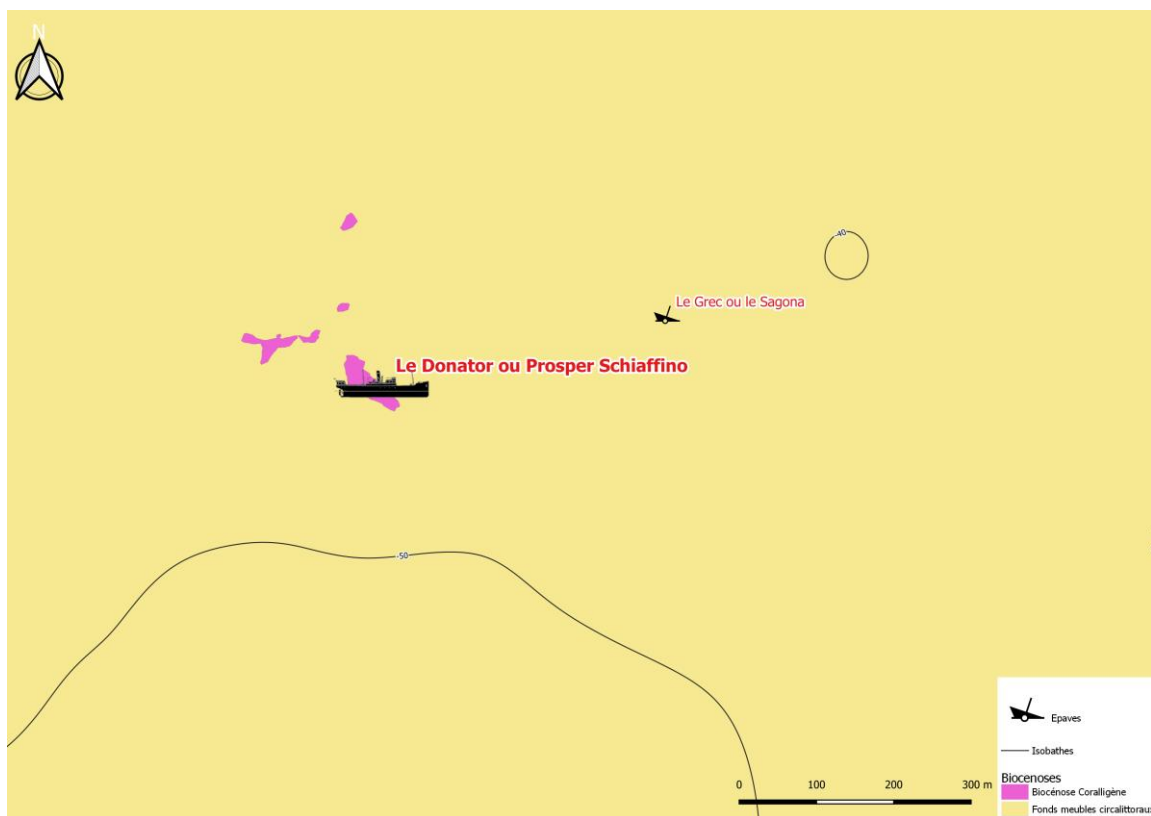 N
-40
Le Grec ou le Sagona
Le Donator ou Prosper Schiaffino
-50
Epaves
Isobathes
Biocenoses
Biocénose Coralligène
Fonds meubles circalittoraux
0 100 200 300 m